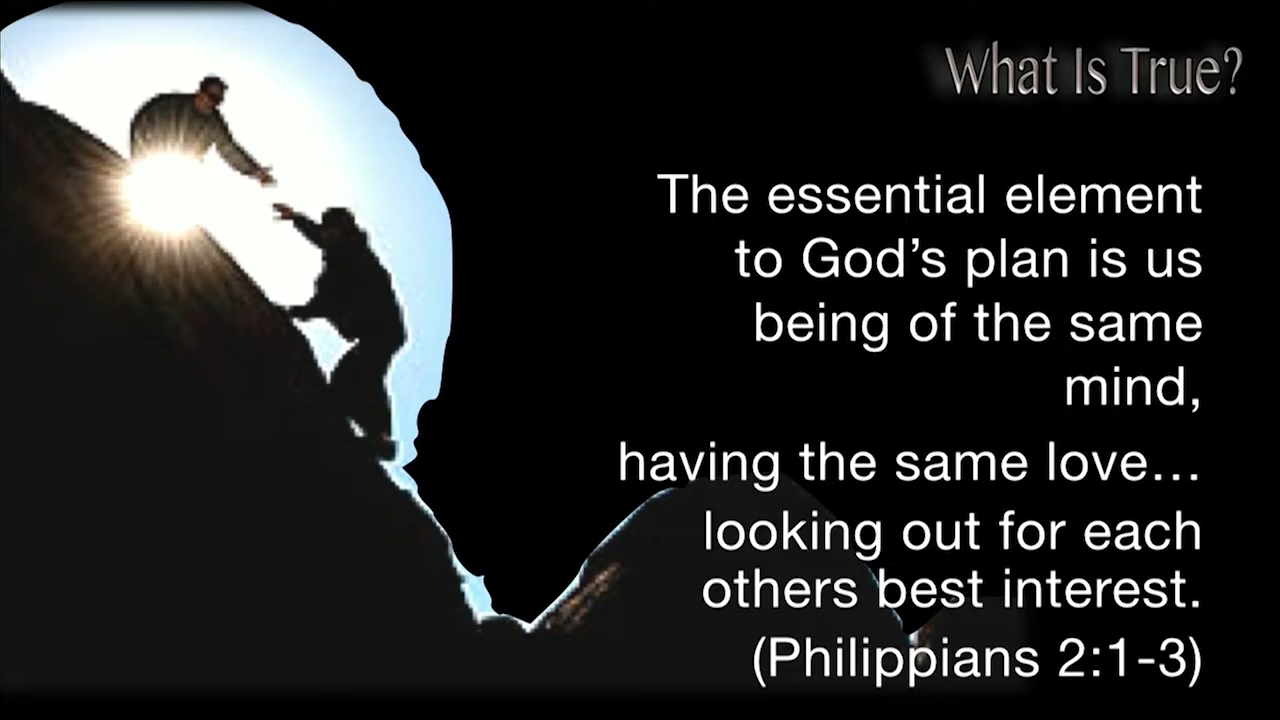 What Is True?
The essential element
to God’s plan is us
being of the same
mind,
having the same love…
looking out for each
others best interest.
(Philippians 2:1-3)